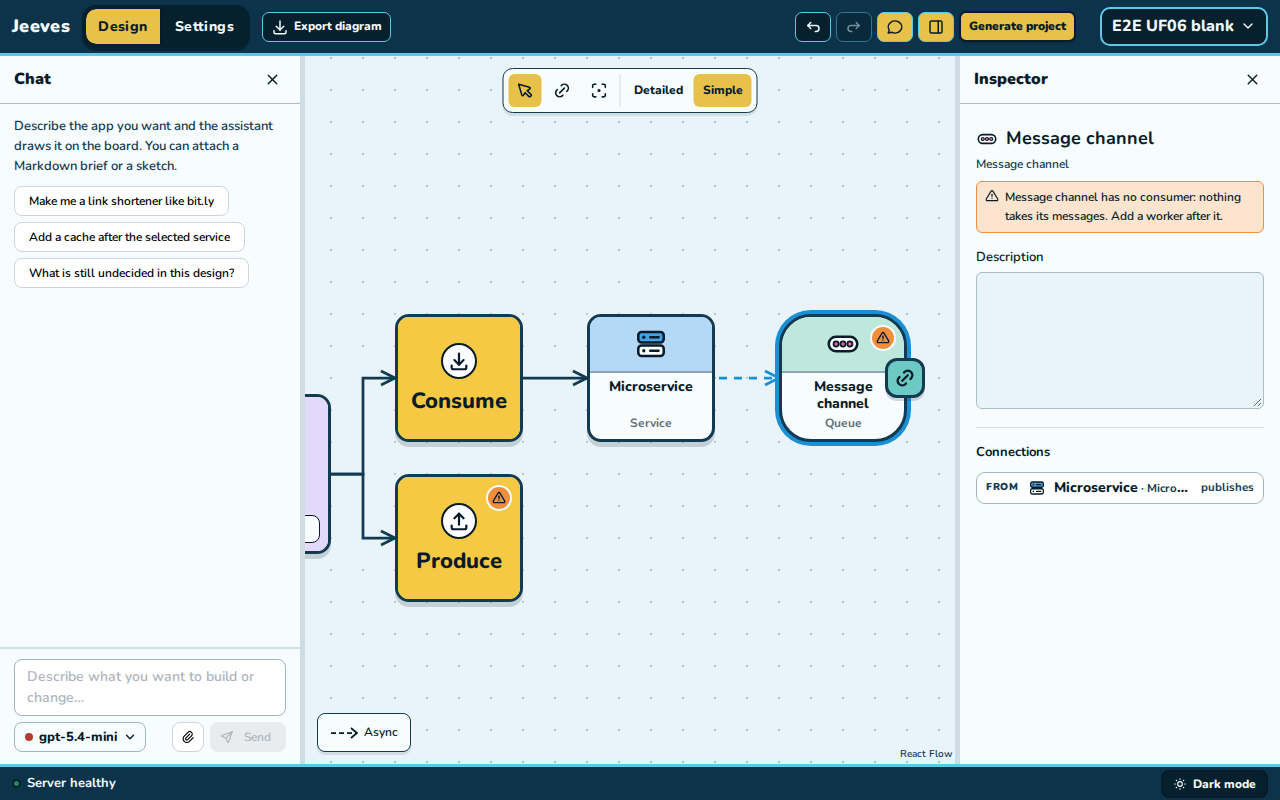 Jeeves
Design
Settings
Export diagram
Generate project
E2E UF06 blank
Chat
Describe the app you want and the assistant
draws it on the board. You can attach a
Markdown brief or a sketch.
Make me a link shortener like bit.ly
Add a cache after the selected service
What is still undecided in this design?
Describe what you want to build or
change...
gpt-5.4-mini
Send
Detailed
Simple
Consume
Produce
Microservice
Service
Message
channel
Queue
Async
React Flow
Inspector
Message channel
Message channel
Message channel has no consumer: nothing
takes its messages. Add a worker after it.
Description
Connections
FROM Microservice · Micro... publishes
Server healthy
Dark mode